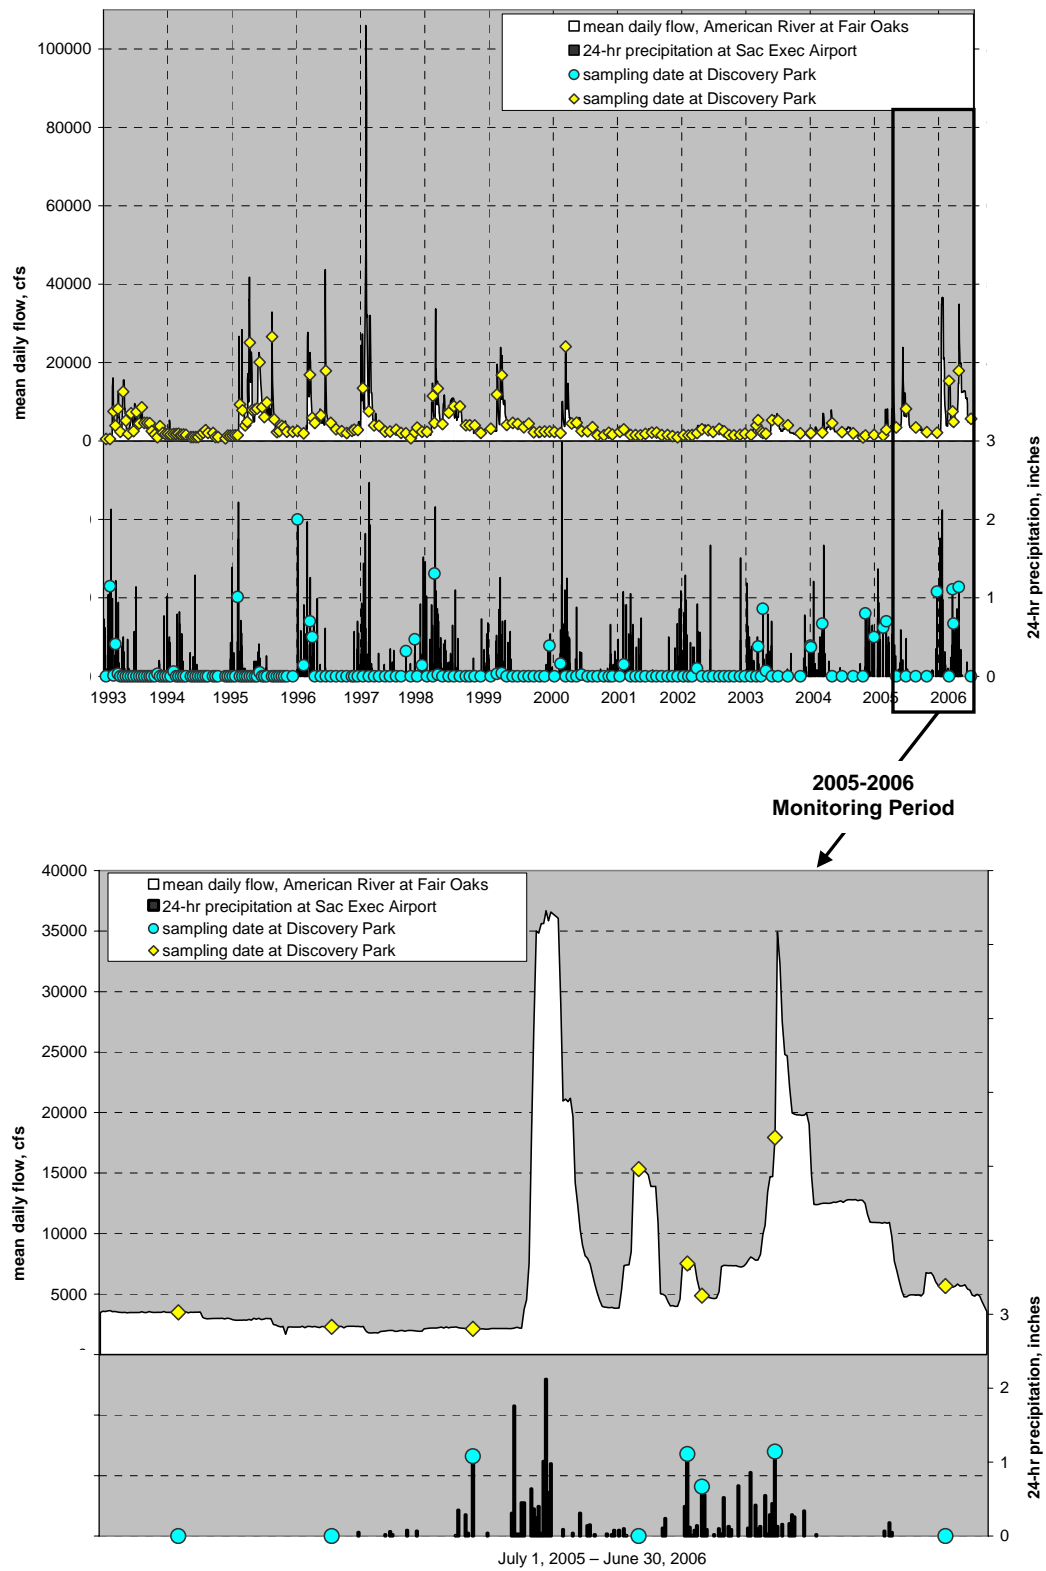 mean daily flow, American River at Fair Oaks
24-hr precipitation at Sac Exec Airport
sampling date at Discovery Park
sampling date at Discovery Park
100000
80000
60000
40000
20000
0
mean daily flow, cfs
3
2
1
0
24-hr precipitation, inches
1993 1994 1995 1996 1997 1998 1999 2000 2001 2002 2003 2004 2005 2006
2005-2006
Monitoring Period
40000
35000
30000
25000
20000
15000
10000
5000
-
mean daily flow, cfs
mean daily flow, American River at Fair Oaks
24-hr precipitation at Sac Exec Airport
sampling date at Discovery Park
sampling date at Discovery Park
3
2
1
0
24-hr precipitation, inches
July 1, 2005 – June 30, 2006